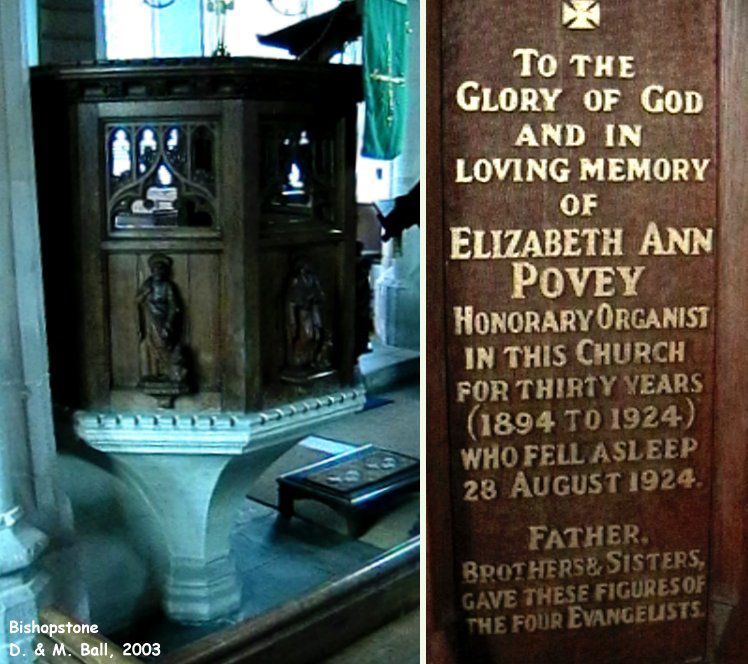 TO THE
GLORY OF GOD
AND IN
LOVING MEMORY
OF
ELIZABETH ANN
POVEY
HONORARY ORGANIST
IN THIS CHURCH
FOR THIRTY YEARS
(1894 TO 1924)
WHO FELL ASLEEP
28 AUGUST 1924.
FATHER,
BROTHERS & SISTERS,
GAVE THESE FIGURES OF
THE FOUR EVANGELISTS.
Bishopstone
D. & M. Ball, 2003